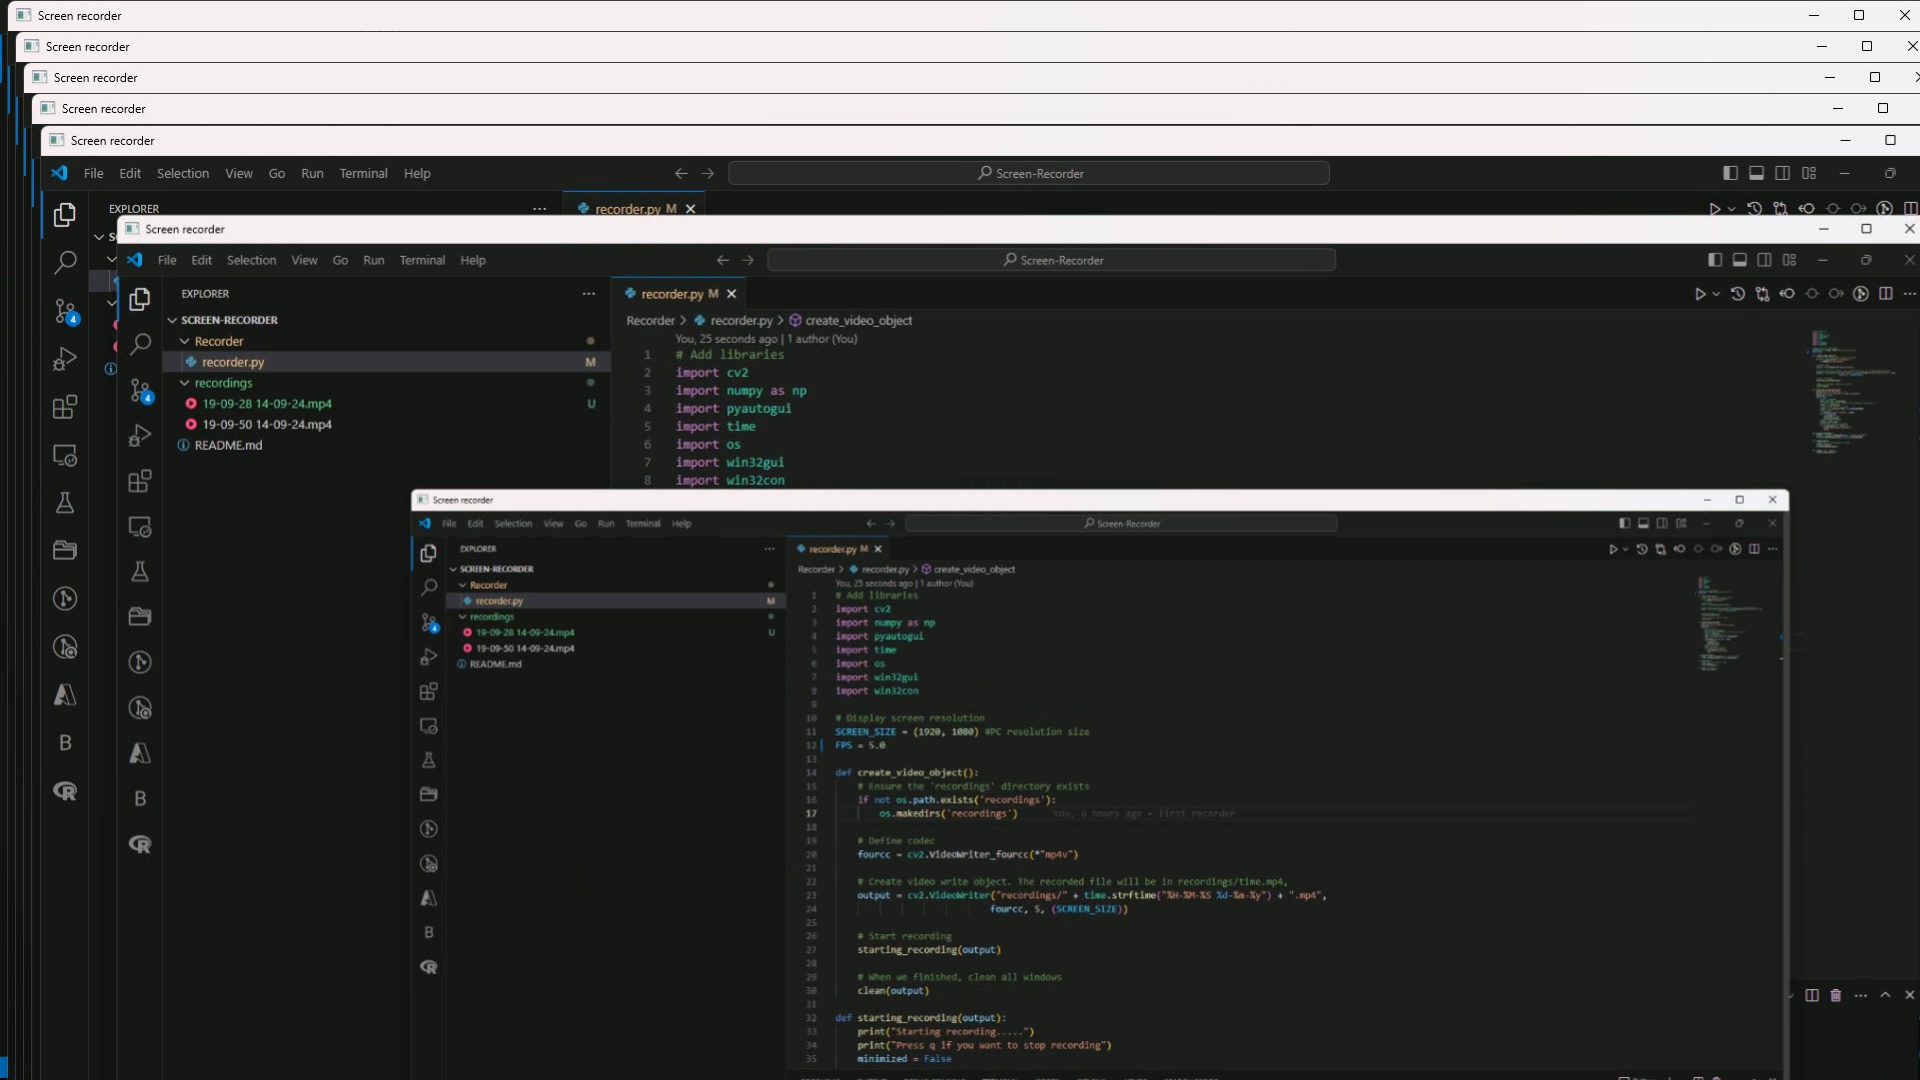 Screen recorder
Screen recorder
Screen recorder
Screen recorder
Screen recorder
File Edit Selection View Go Run Terminal Help
Screen-Recorder
EXPLORER
recorder.py M
Screen recorder
File Edit Selection View Go Run Terminal Help
Screen-Recorder
4
EXPLORER
recorder.py M
SCREEN-RECORDER
Recorder > recorder.py > create_video_object
Recorder
You, 25 seconds ago | 1 author (You)
recorder.py M
1 # Add libraries
2 import cv2
recordings
3 import numpy as np
19-09-28 14-09-24.mp4 U
4 import pyautogui
19-09-50 14-09-24.mp4
5 import time
README.md
6 import os
7 import win32gui
8 import win32con
4
B
B
R
R
Screen recorder
File Edit Selection View Go Run Terminal Help
Screen-Recorder
EXPLORER
recorder.py M
SCREEN-RECORDER
Recorder > recorder.py > create_video_object
Recorder
You, 25 seconds ago | 1 author (You)
recorder.py M
recordings
19-09-28 14-09-24.mp4 U
19-09-50 14-09-24.mp4
README.md
4
B
R
1 # Add libraries
2 import cv2
3 import numpy as np
4 import pyautogui
5 import time
6 import os
7 import win32gui
8 import win32con
9
10 # Display screen resolution
11 SCREEN_SIZE = (1920, 1080) #PC resolution size
12 FPS = 5.0
13
14 def create_video_object():
15 # Ensure the 'recordings' directory exists
16 if not os.path.exists('recordings'):
17 os.makedirs('recordings') You, 6 hours ago • first recorder
18
19 # Define codec
20 fourcc = cv2.VideoWriter_fourcc(*"mp4v")
21
22 # Create video write object. The recorded file will be in recordings/time.mp4,
23 output = cv2.VideoWriter("recordings/" + time.strftime("%H-%M-%S %d-%m-%y") + ".mp4",
24 fourcc, 5, (SCREEN_SIZE))
25
26 # Start recording
27 starting_recording(output)
28
29 # When we finished, clean all windows
30 clean(output)
31
32 def starting_recording(output):
33 print("Starting recording.....")
34 print("Press q if you want to stop recording")
35 minimized = False